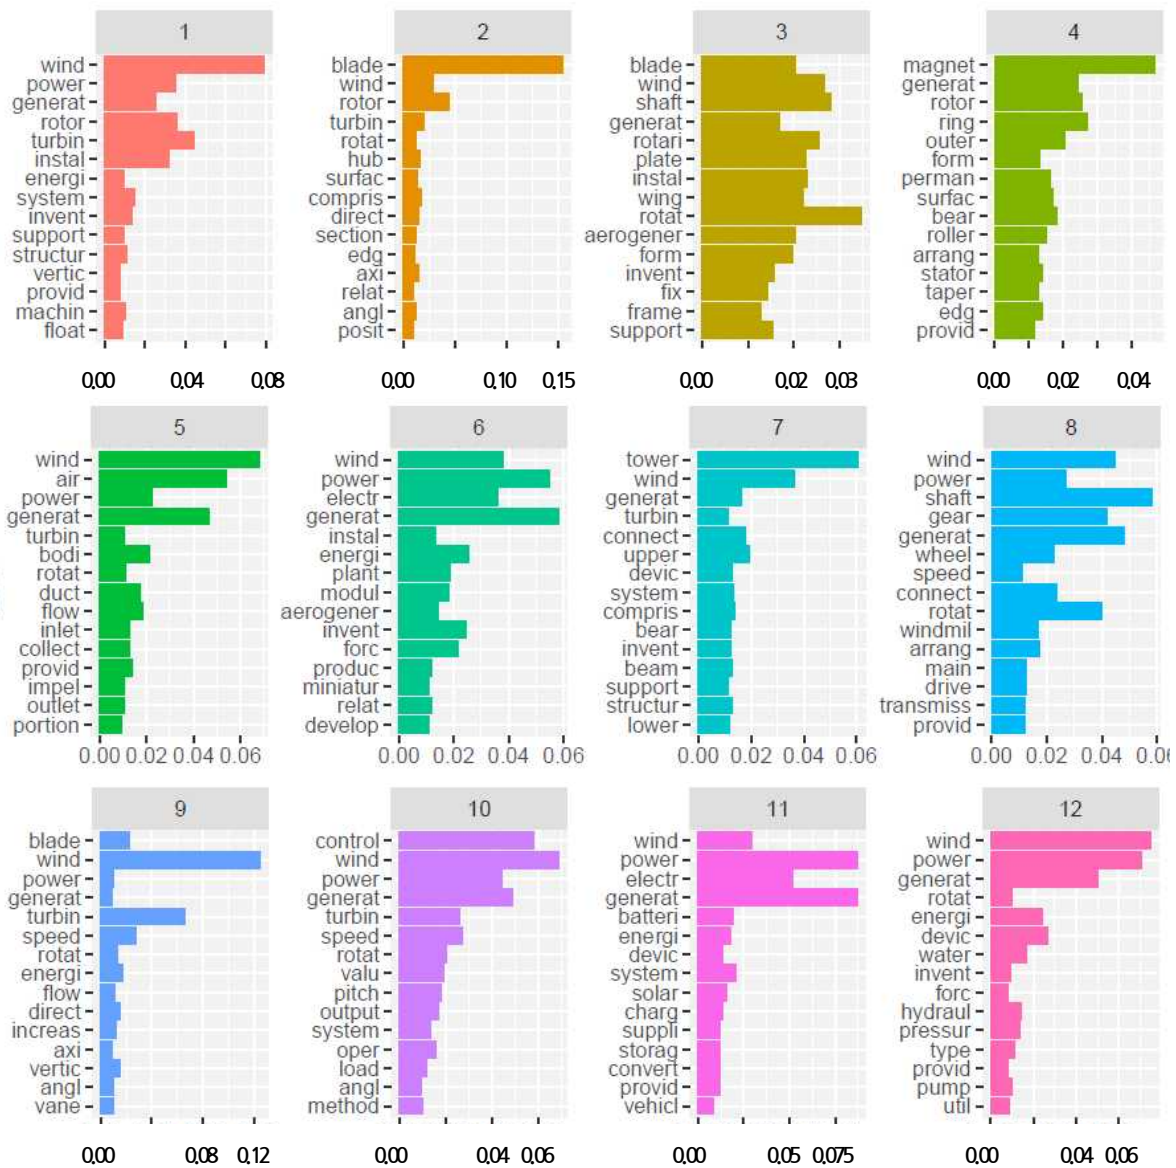 1
wind
power
generat
rotor
turbin
instal
energi
system
invent
support
structur
vertic
provid
machin
float
0.00 0.04 0.08
2
blade
wind
rotor
turbin
rotat
hub
surfac
compris
direct
section
edg
axi
relat
angl
posit
0.00 0.10 0.15
3
blade
wind
shaft
generat
rotari
plate
instal
wing
rotat
aerogener
form
invent
fix
frame
support
0.00 0.02 0.03
4
magnet
generat
rotor
ring
outer
form
perman
surfac
bear
roller
arrang
stator
taper
edg
provid
0.00 0.02 0.04
5
wind
air
power
generat
turbin
bodi
rotat
duct
flow
inlet
collect
provid
impel
outlet
portion
0.00 0.02 0.04 0.06
6
wind
power
electr
generat
instal
energi
plant
modul
aerogener
invent
forc
produc
miniatur
relat
develop
0.00 0.02 0.04 0.06
7
tower
wind
generat
turbin
connect
upper
devic
system
compris
bear
invent
beam
support
structur
lower
0.00 0.02 0.04 0.06
8
wind
power
shaft
gear
generat
wheel
speed
connect
rotat
windmil
arrang
main
drive
transmiss
provid
0.00 0.02 0.04 0.06
9
blade
wind
power
generat
turbin
speed
rotat
energi
flow
direct
increas
axi
vertic
angl
vane
0.00 0.08 0.12
10
control
wind
power
generat
turbin
speed
rotat
valu
pitch
output
system
oper
load
angl
method
0.00 0.04 0.06
11
wind
power
electr
generat
batteri
energi
devic
system
solar
charg
suppli
storag
convert
provid
vehicl
0.00 0.05 0.075
12
wind
power
generat
rotat
energi
devic
water
invent
forc
hydraul
pressur
type
provid
pump
util
0.00 0.04 0.06